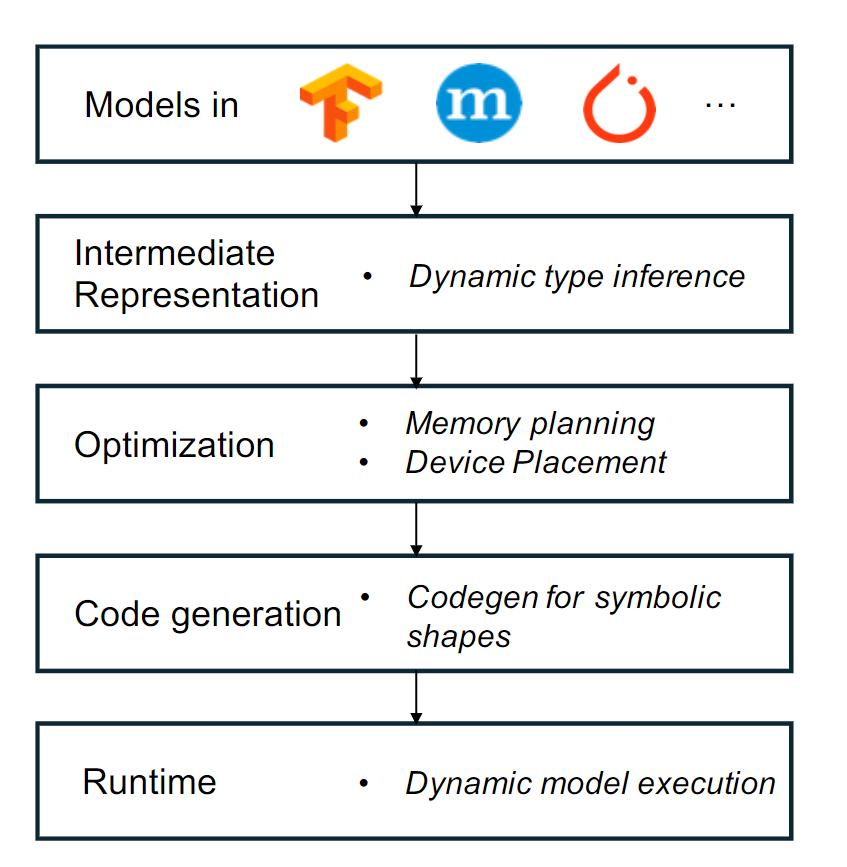 Models in m ...
Intermediate
Representation
• Dynamic type inference
Optimization
• Memory planning
• Device Placement
Code generation
• Codegen for symbolic
shapes
Runtime
• Dynamic model execution